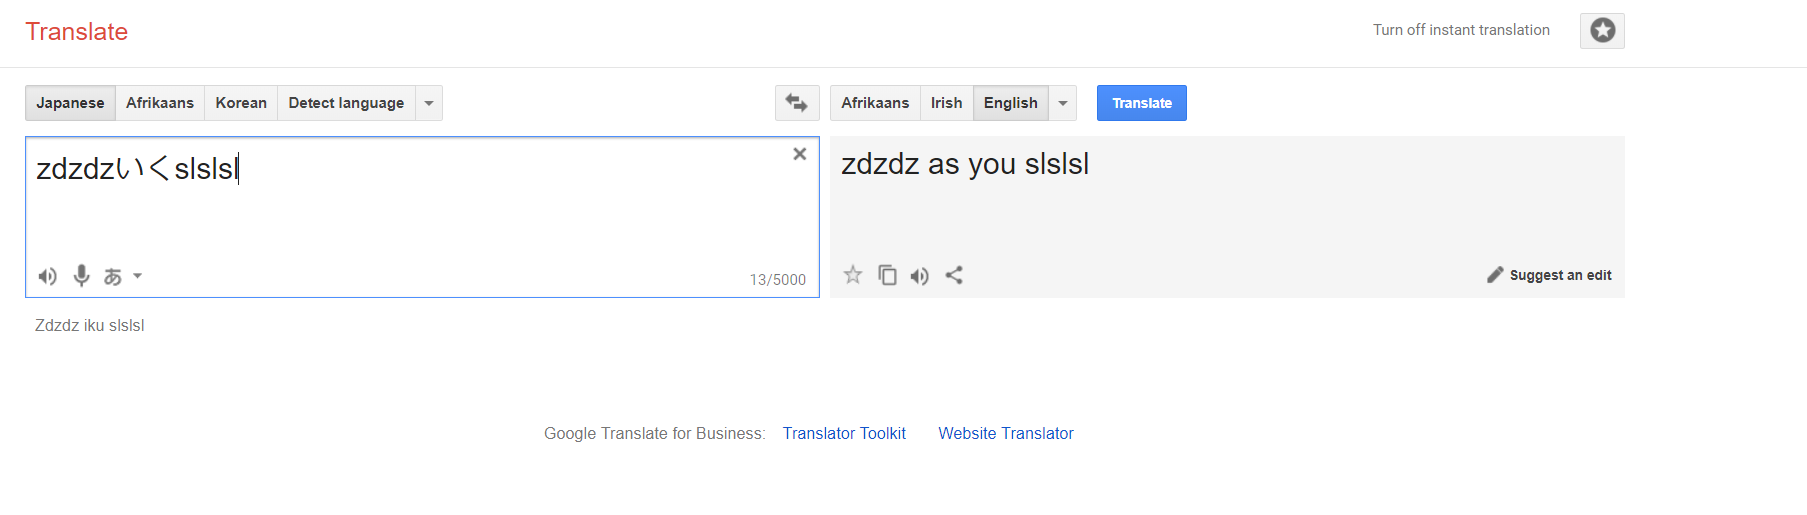 Translate
Turn off instant translation
Japanese Afrikaans Korean Detect language
Afrikaans Irish English
Translate
zdzdzいくslslsl
zdzdz as you slslsl
あ
13/5000
Suggest an edit
Zdzdz iku slslsl
Google Translate for Business: Translator Toolkit Website Translator